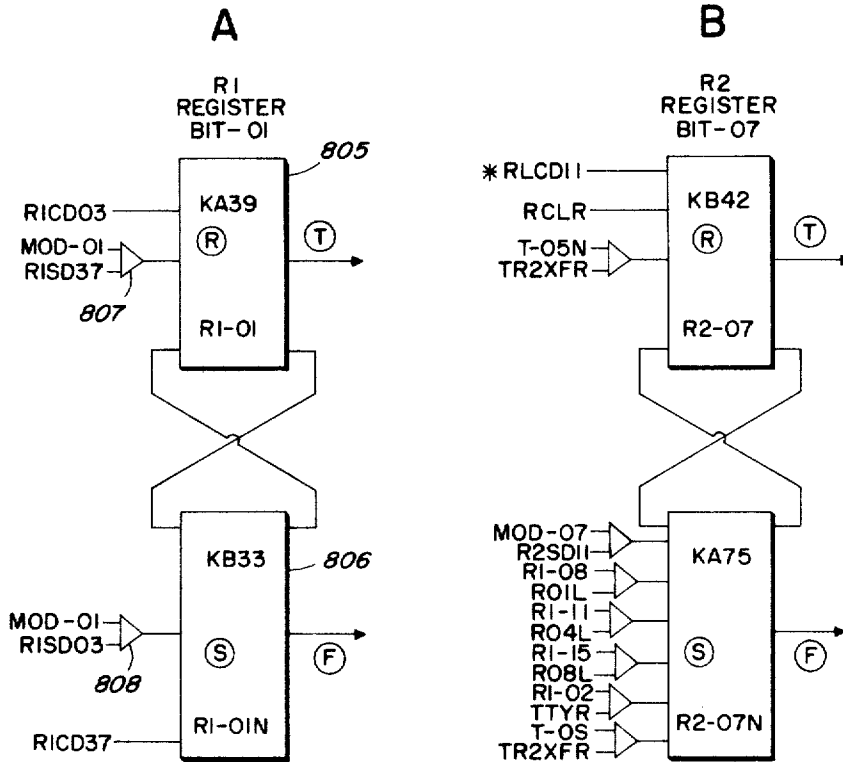 A
R1
REGISTER
BIT-01
805
KA39
R1CD03
R
T
MOD-01
R1SD37
807
R1-01
KB33
806
MOD-01
R1SD03
808
S
F
R1-01N
R1CD37
B
R2
REGISTER
BIT-07
*RLCD11
KB42
RCLR
R
T
T-05N
TR2XFR
R2-07
MOD-07
R2SD11
KA75
R1-08
R01L
R1-11
R04L
R1-15
R08L
S
F
R1-02
TTYR
R2-07N
T-0S
TR2XFR